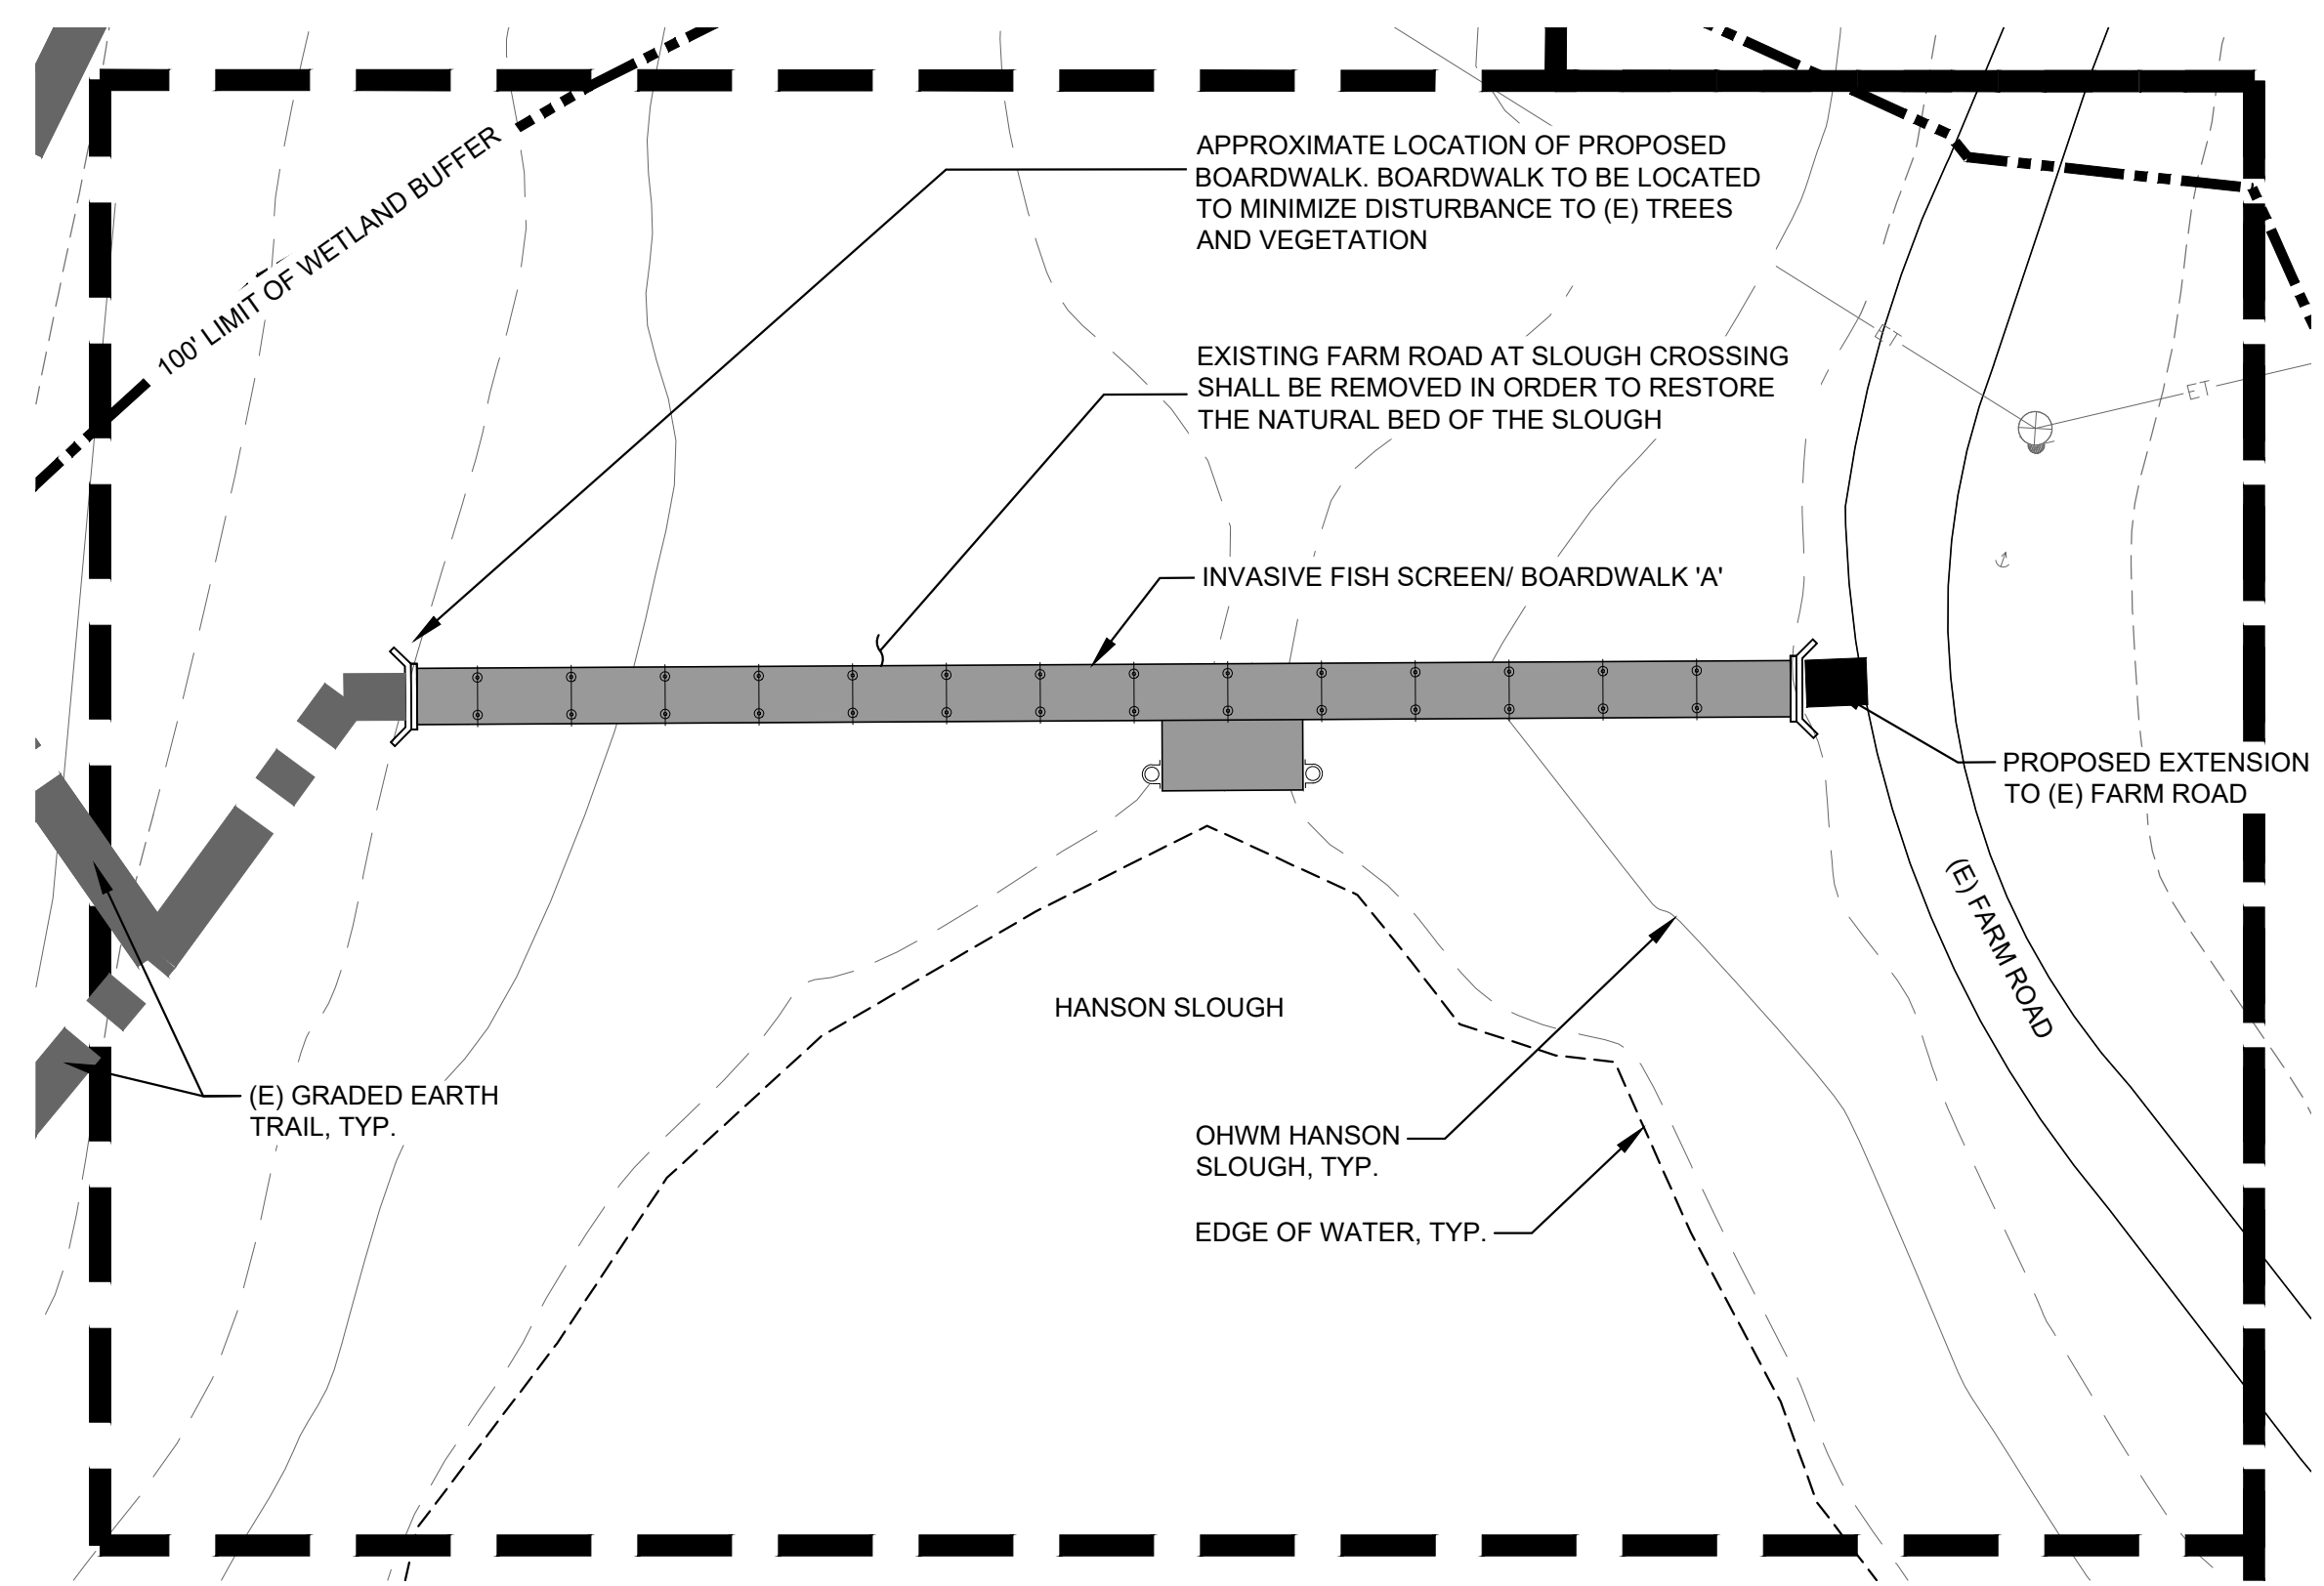 100' LIMIT OF WETLAND BUFFER
APPROXIMATE LOCATION OF PROPOSED
BOARDWALK. BOARDWALK TO BE LOCATED
TO MINIMIZE DISTURBANCE TO (E) TREES
AND VEGETATION
EXISTING FARM ROAD AT SLOUGH CROSSING
SHALL BE REMOVED IN ORDER TO RESTORE
THE NATURAL BED OF THE SLOUGH
ET
ET
INVASIVE FISH SCREEN/ BOARDWALK 'A'
PROPOSED EXTENSION
TO (E) FARM ROAD
(E) FARM ROAD
HANSON SLOUGH
(E) GRADED EARTH
TRAIL, TYP.
OHWM HANSON
SLOUGH, TYP.
EDGE OF WATER, TYP.